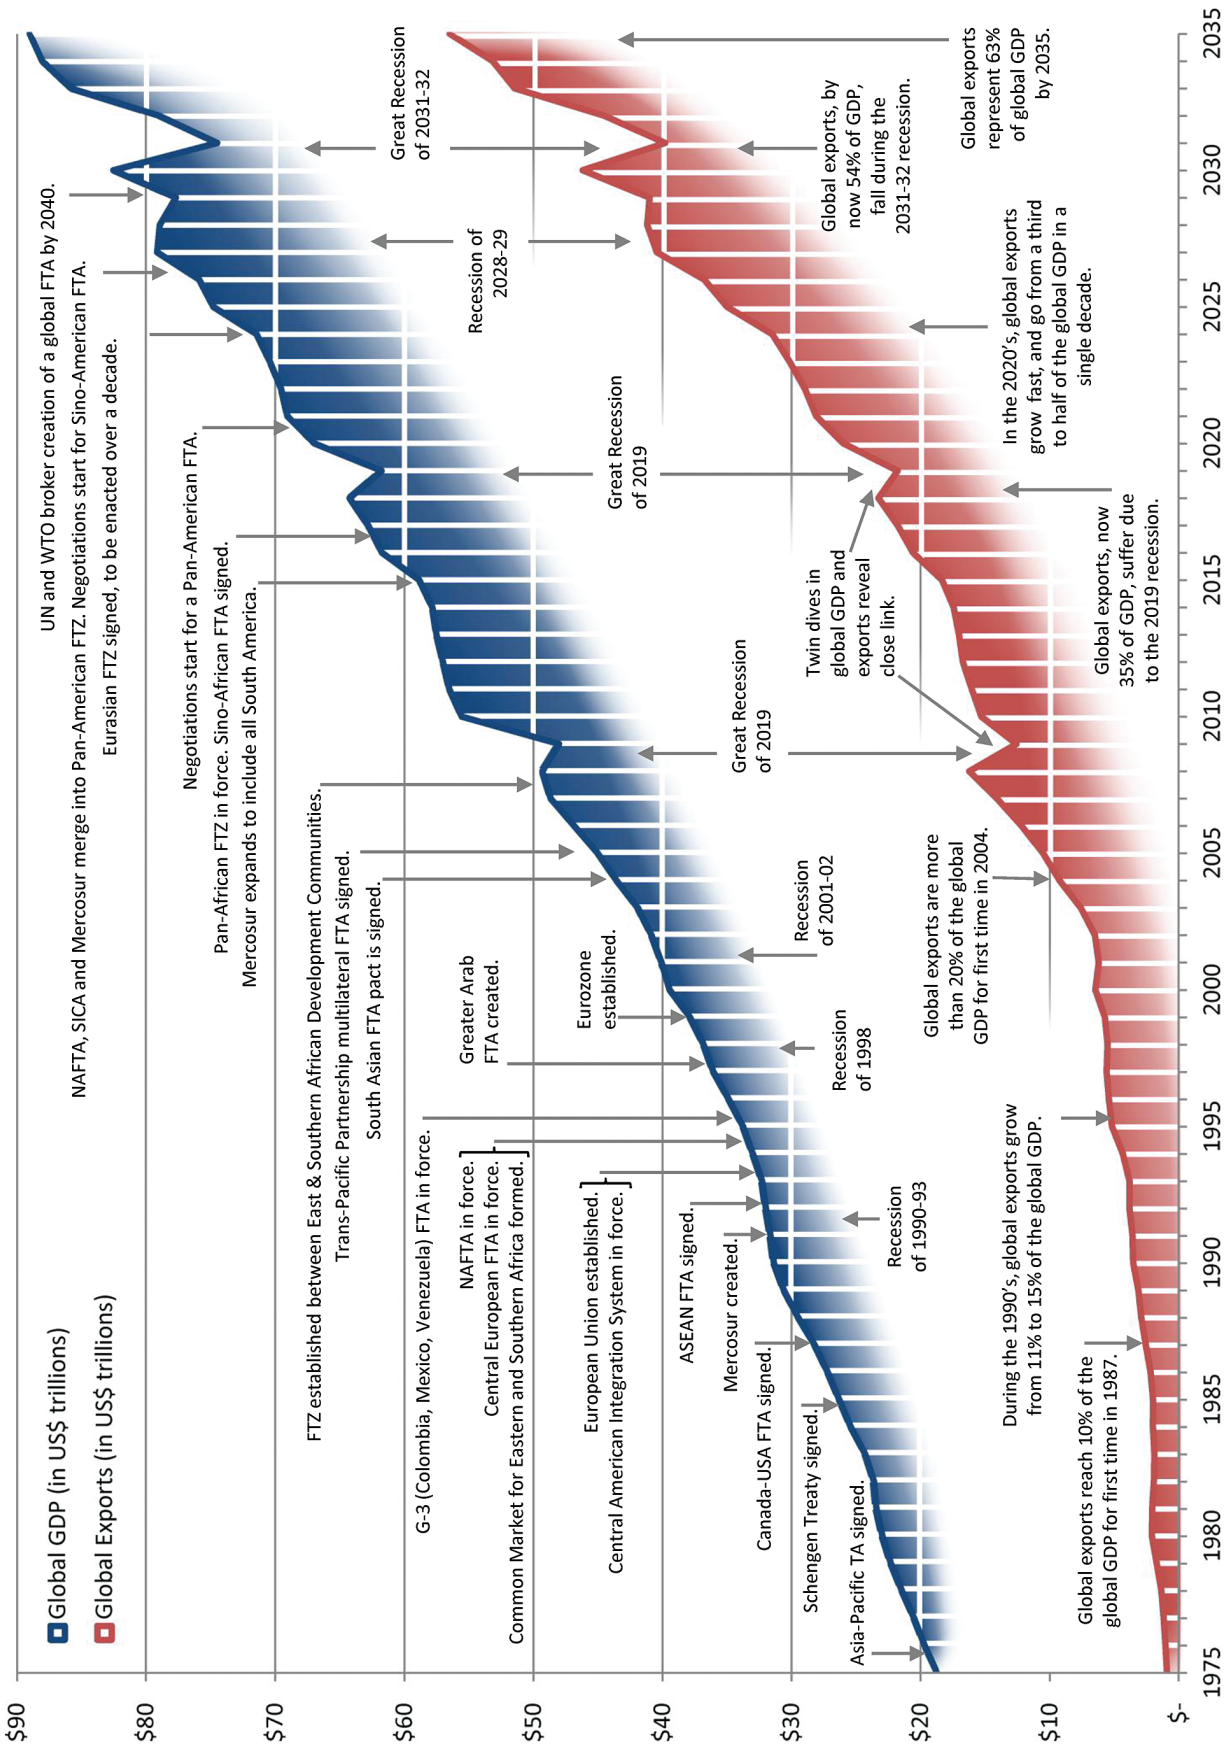 $90
$80
$70
$60
$50
$40
$30
$20
$10
$-
Global GDP (in US$ trillions)
Global Exports (in US$ trillions)
UN and WTO broker creation of a global FTA by 2040.
NAFTA, SICA and Mercosur merge into Pan-American FTZ. Negotiations start for Sino-American FTA.
Eurasian FTZ signed, to be enacted over a decade.
Negotiations start for a Pan-American FTA.
Pan-African FTZ in force. Sino-African FTA signed.
Mercosur expands to include all South America.
FTZ established between East & Southern African Development Communities.
Trans-Pacific Partnership multilateral FTA signed.
South Asian FTA pact is signed.
G-3 (Colombia, Mexico, Venezuela) FTA in force.
Greater Arab
FTA created.
NAFTA in force.
Central European FTA in force.
Common Market for Eastern and Southern Africa formed.
Eurozone
established.
European Union established.
Central American Integration System in force.
ASEAN FTA signed.
Mercosur created.
Canada-USA FTA signed.
Schengen Treaty signed.
Asia-Pacific TA signed.
Recession
of 1990-93
Recession
of 1998
Recession
of 2001-02
Great Recession
of 2019
Great Recession
of 2019
Recession of
2028-29
Great Recession
of 2031-32
Twin dives in
global GDP and
exports reveal
close link.
Global exports reach 10% of the
global GDP for first time in 1987.
During the 1990's, global exports grow
from 11% to 15% of the global GDP.
Global exports are more
than 20% of the global
GDP for first time in 2004.
Global exports, now
35% of GDP, suffer due
to the 2019 recession.
In the 2020's, global exports
grow fast, and go from a third
to half of the global GDP in a
single decade.
Global exports, by
now 54% of GDP,
fall during the
2031-32 recession.
Global exports
represent 63%
of global GDP
by 2035.
1975
1980
1985
1990
1995
2000
2005
2010
2015
2020
2025
2030
2035